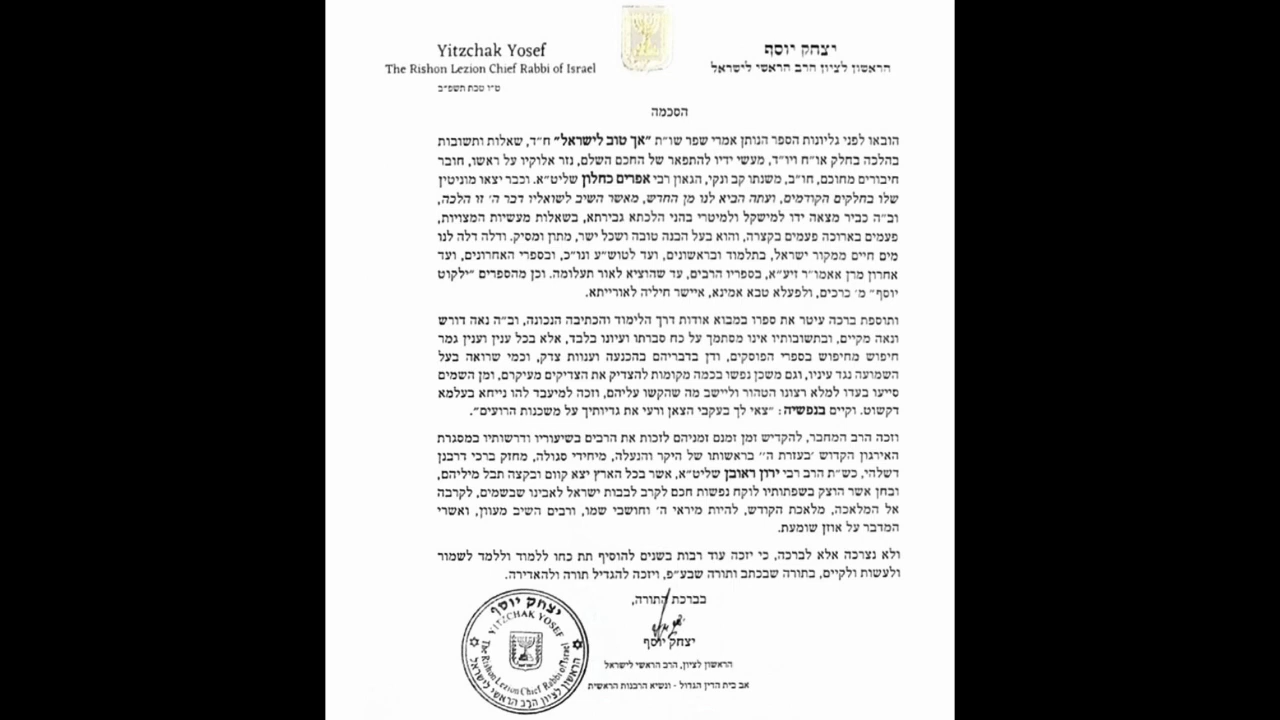 Yitzchak Yosef
The Rishon Lezion Chief Rabbi of Israel
ט״ו טבת תשפ״ב
יצחק יוסף
הראשון לציון הרב הראשי לישראל
הסכמה
הובאו לפני גליונות הספר הנותן אמרי שפר שו״ת ״אך טוב לישראל״ ח״ד, שאלות ותשובות
בהלכה בחלק או״ח ויו״ד, מעשי ידיו להתפאר של החכם השלם, נזר אלוקיו על ראשו, חובר
חיבורים מחוכם, חו״ב, משנתו קב ונקי, הגאון רבי אפרים כחלון שליט״א. וכבר יצאו מוניטין
שלו בחלקים הקודמים, ועתה הביא לנו מן החדש, מאשר השיב לשואליו דבר ה׳ זו הלכה,
וב״ה כביר מצאה ידו למישקל ולמיטרי בהני הלכתא גבירתא, בשאלות מעשיות המצויות,
פעמים בארוכה פעמים בקצרה, והוא בעל הבנה טובה ושכל ישר, מתון ומסיק. ודלה דלה לנו
מים חיים ממקור ישראל, בתלמוד ובראשונים, ועד לטוש״ע ונו״כ, ובספרי האחרונים, ועד
אחרון מרן אאמו״ר זיע״א, בספריו הרבים, עד שהוציא לאור תעלומה. וכן מהספרים ״ילקוט
יוסף״ מ׳ כרכים, ולפעלא טבא אמינא, איישר חיליה לאורייתא.
ותוספת ברכה עיטר את ספרו במבוא אודות דרך הלימוד והכתיבה הנכונה, וב״ה נאה דורש
ונאה מקיים, ובתשובותיו אינו מסתמך על כח סברתו ועיונו בלבד, אלא בכל ענין וענין גמר
חיפוש מחיפוש בספרי הפוסקים, ודן בדבריהם בהכנעה וענוות צדק, וכמי שרואה בעל
השמועה נגד עיניו, וגם משכן נפשו בכמה מקומות להצדיק את הצדיקים מעיקרם, ומן השמים
סייעו בעדו למלא רצונו הטהור וליישב מה שהקשו עליהם, וזכה למיעבד להו נייחא בעלמא
דקשוט. וקיים בנפשיה: ״צאי לך בעקבי הצאן ורעי את גדיותיך על משכנות הרועים״.
וזכה הרב המחבר, להקדיש זמן זמנם זמניהם לזכות את הרבים בשיעוריו ודרשותיו במסגרת
האירגון הקדוש ׳בעזרת ה׳׳ בראשותו של היקר והנעלה, מיחידי סגולה, מחזק ברכי דרבנן
דשלהי, כש״ת הרב רבי ירון ראובן שליט״א, אשר בכל הארץ יצא קוום ובקצה תבל מיליהם,
ובחן אשר הוצק בשפתותיו לוקח נפשות חכם לקרב לבבות ישראל לאבינו שבשמים, לקרבה
אל המלאכה, מלאכת הקודש, להיות מיראי ה׳ וחושבי שמו, ורבים השיב מעוון, ואשרי
המדבר על אוזן שומעת.
ולא נצרכה אלא לברכה, כי יזכה עוד רבות בשנים להוסיף תת כחו ללמוד וללמד לשמור
ולעשות ולקיים, בתורה שבכתב ותורה שבע״פ, ויזכה להגדיל תורה ולהאדירה.
בברכת התורה,
יצחק יוסף
הראשון לציון, הרב הראשי לישראל
אב בית הדין הגדול - ונשיא הרבנות הראשית
יצחק יוסף
YITZCHAK YOSEF
The Rishon Lezion Chief Rabbi of Israel
הראשון לציון הרב הראשי לישראל